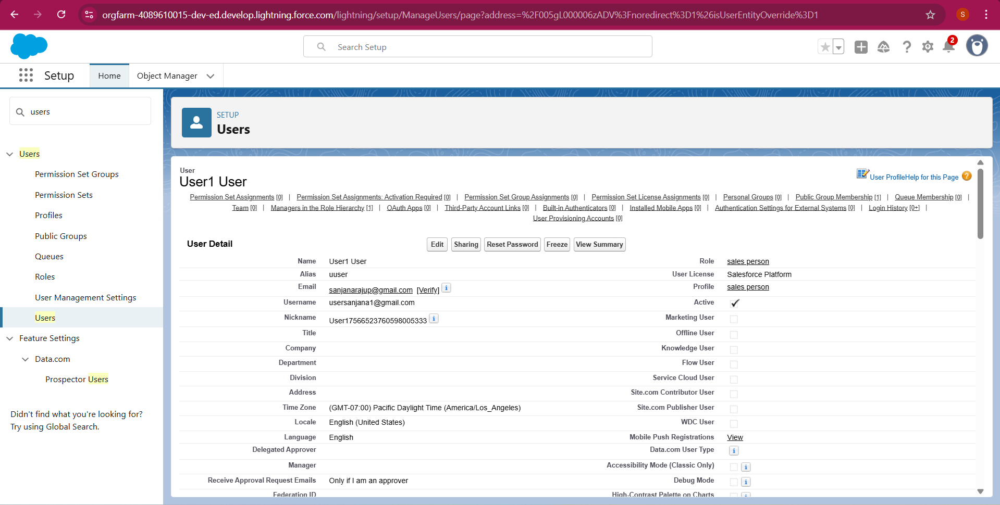 orgfarm-4089610015-dev-ed.develop.lightning.force.com/lightning/setup/ManageUsers/page?address=%2F005gL000006zADV%3Fnoredirect%3D1%26isUserEntityOverride%3D1
S
Search Setup
2
Setup
Home
Object Manager
users
Users
Permission Set Groups
Permission Sets
Profiles
Public Groups
Queues
Roles
User Management Settings
Users
Feature Settings
Data.com
Prospector Users
Didn't find what you're looking for?
Try using Global Search.
SETUP
Users
User
User1 User
User Profile Help for this Page ?
Permission Set Assignments [0] | Permission Set Assignments: Activation Required [0] | Permission Set Group Assignments [0] | Permission Set License Assignments [0] | Personal Groups [0] | Public Group Membership [1] | Queue Membership [0] |
Team [0] | Managers in the Role Hierarchy [1] | OAuth Apps [0] | Third-Party Account Links [0] | Built-in Authenticators [0] | Installed Mobile Apps [0] | Authentication Settings for External Systems [0] | Login History [0+] |
User Provisioning Accounts [0]
User Detail
Edit Sharing Reset Password Freeze View Summary
Name User1 User Role sales person
Alias uuser User License Salesforce Platform
Email sanjanarajup@gmail.com [Verify] i Profile sales person
Username usersanjana1@gmail.com Active
Nickname User17566523760598005333 i Marketing User
Title Offline User
Company Knowledge User
Department Flow User
Division Service Cloud User
Address Site.com Contributor User
Time Zone (GMT-07:00) Pacific Daylight Time (America/Los_Angeles) Site.com Publisher User
Locale English (United States) WDC User
Language English Mobile Push Registrations View
Delegated Approver Data.com User Type i
Manager Accessibility Mode (Classic Only) i
Receive Approval Request Emails Only if I am an approver Debug Mode i
Federation ID High-Contrast Palette on Charts i